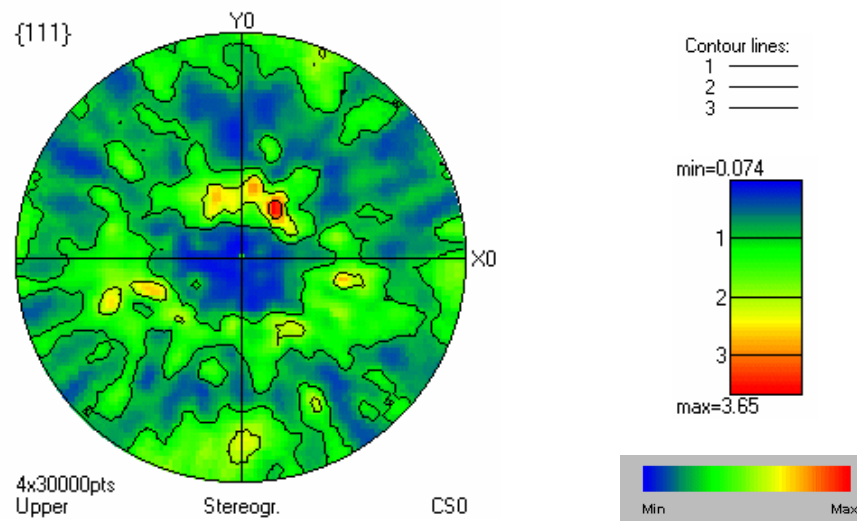 {111}
Y0
X0
4x30000pts
Upper
Stereogr.
CS0
Contour lines:
1
2
3
min=0.074
1
2
3
max=3.65
Min
Max